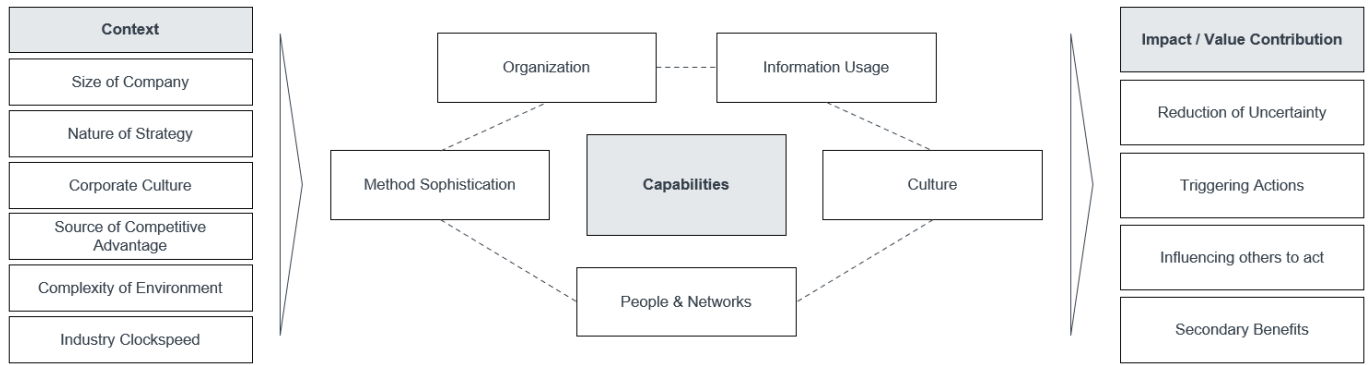 Context
Size of Company
Nature of Strategy
Corporate Culture
Source of Competitive
Advantage
Complexity of Environment
Industry Clockspeed
Organization
Information Usage
Method Sophistication
Capabilities
Culture
People & Networks
Impact / Value Contribution
Reduction of Uncertainty
Triggering Actions
Influencing others to act
Secondary Benefits